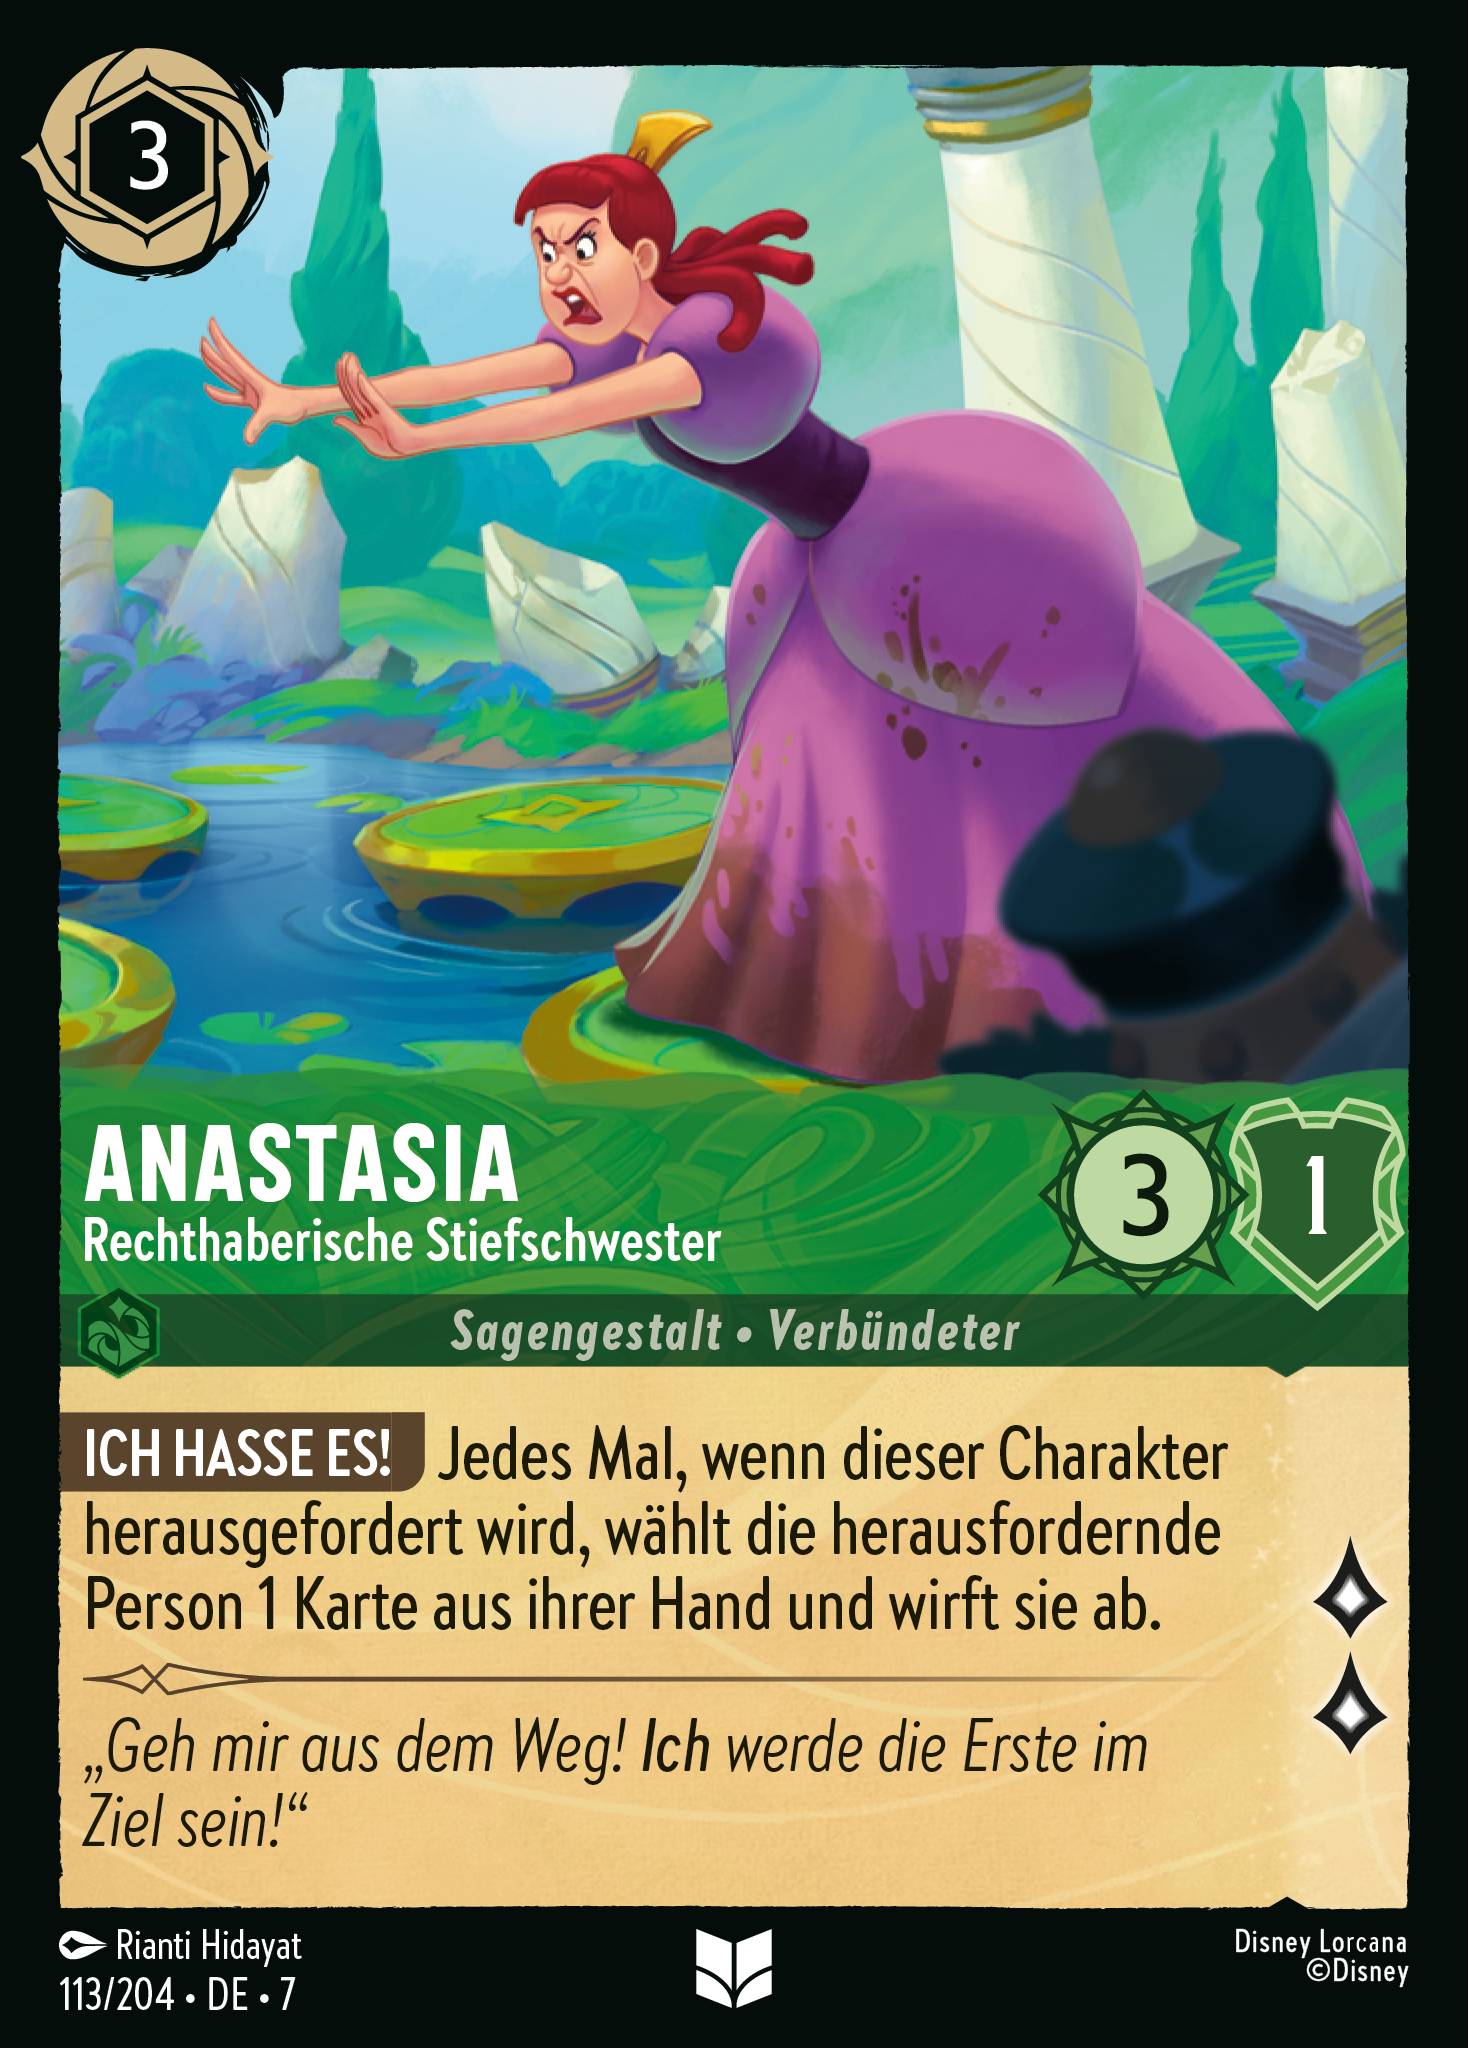 3
ANASTASIA
Rechthaberische Stiefschwester
3
1
Sagengestalt • Verbündeter
ICH HASSE ES! Jedes Mal, wenn dieser Charakter
herausgefordert wird, wählt die herausfordernde
Person 1 Karte aus ihrer Hand und wirft sie ab.
„Geh mir aus dem Weg! Ich werde die Erste im
Ziel sein!“
Rianti Hidayat
113/204 • DE • 7
Disney Lorcana
©Disney